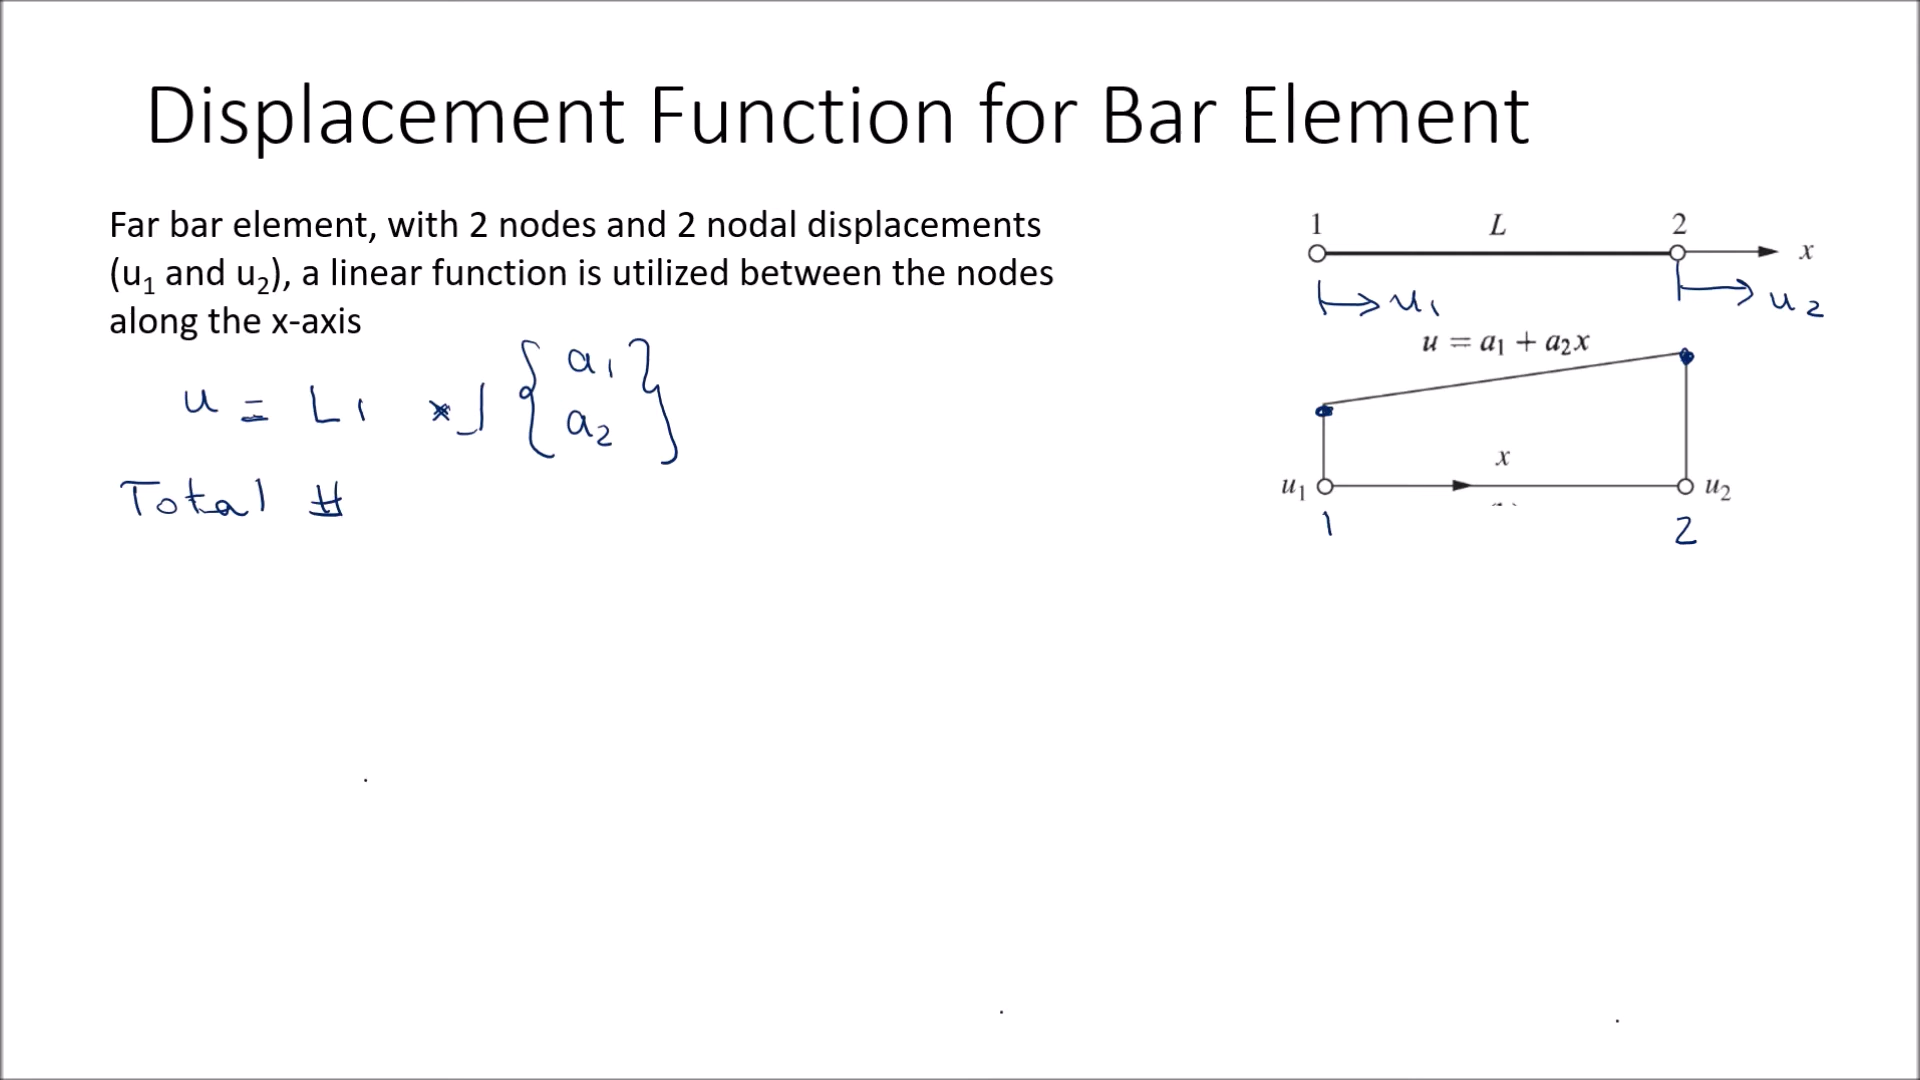 Displacement Function for Bar Element
Far bar element, with 2 nodes and 2 nodal displacements
(u₁ and u₂), a linear function is utilized between the nodes
along the x-axis
u = ⌊1 x⌋ {a₁ a₂}
Total #
1 L 2
x
u₁ u₂
u = a₁ + a₂x
x
u₁ u₂
1 2